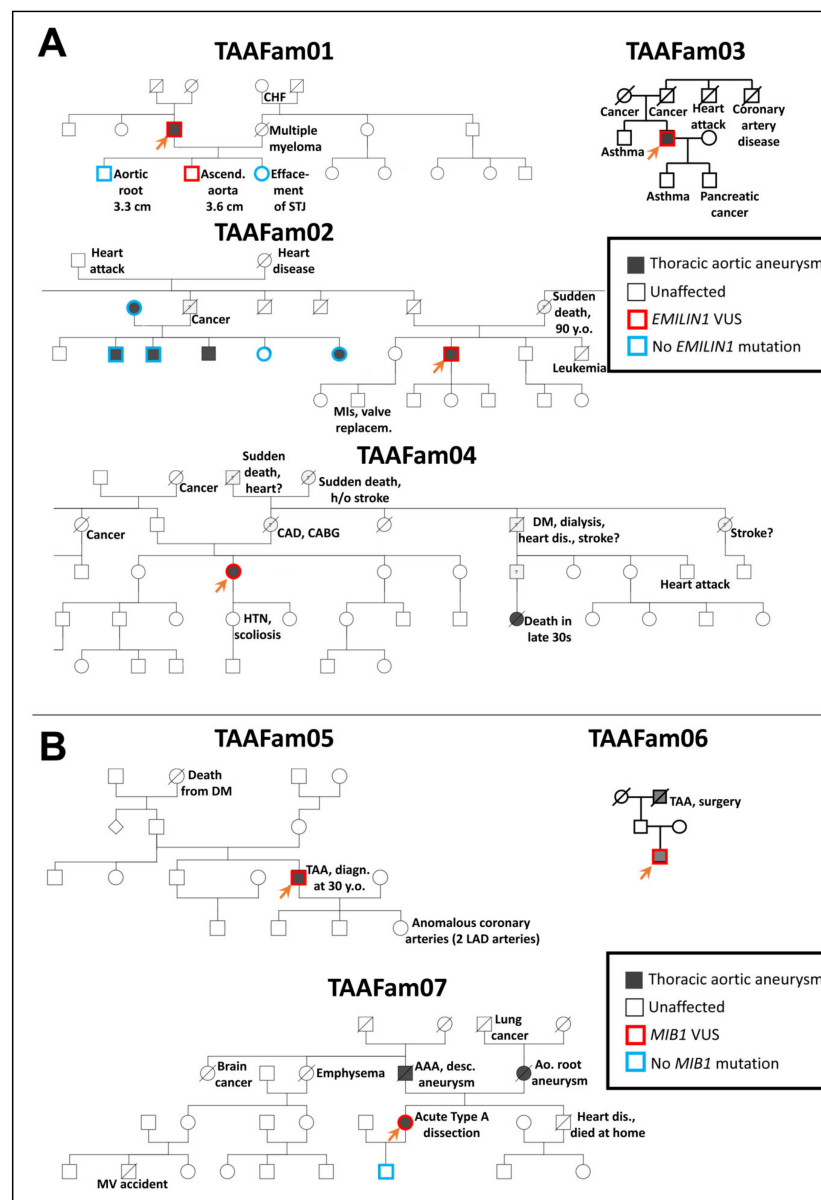 A
TAAFam01
CHF
Multiple
myeloma
Aortic
root
3.3 cm
Ascend.
aorta
3.6 cm
Efface-
ment
of STJ
TAAFam03
Cancer
Cancer
Heart
attack
Coronary
artery
disease
Asthma
Asthma
Pancreatic
cancer
TAAFam02
Heart
attack
Heart
disease
Cancer
Sudden
death,
90 y.o.
Leukemia
MIs, valve
replacem.
Thoracic aortic aneurysm
Unaffected
EMILIN1 VUS
No EMILIN1 mutation
TAAFam04
Cancer
Sudden
death,
heart?
Sudden death,
h/o stroke
Cancer
CAD, CABG
DM, dialysis,
heart dis., stroke?
Stroke?
Heart attack
HTN,
scoliosis
Death in
late 30s
B
TAAFam05
Death
from DM
TAA, diagn.
at 30 y.o.
Anomalous coronary
arteries (2 LAD arteries)
TAAFam06
TAA, surgery
TAAFam07
Lung
cancer
Brain
cancer
Emphysema
AAA, desc.
aneurysm
Ao. root
aneurysm
Acute Type A
dissection
Heart dis.,
died at home
MV accident
Thoracic aortic aneurysm
Unaffected
MIB1 VUS
No MIB1 mutation